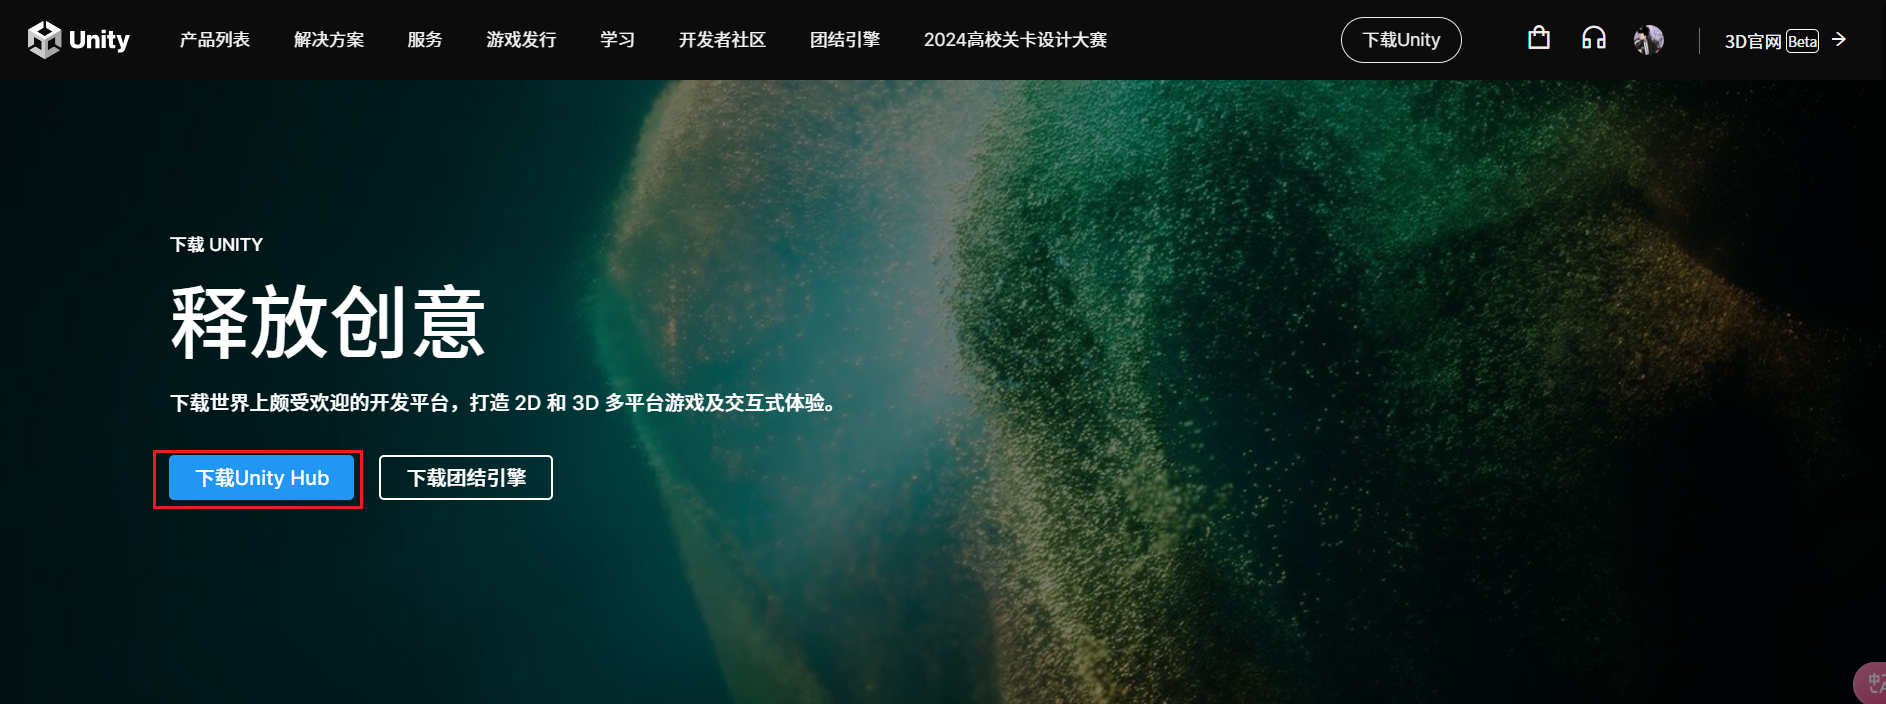 Unity 产品列表 解决方案 服务 游戏发行 学习 开发者社区 团结引擎 2024高校关卡设计大赛 下载Unity 3D官网 Beta
下载 UNITY
释放创意
下载世界上颇受欢迎的开发平台，打造 2D 和 3D 多平台游戏及交互式体验。
下载Unity Hub 下载团结引擎